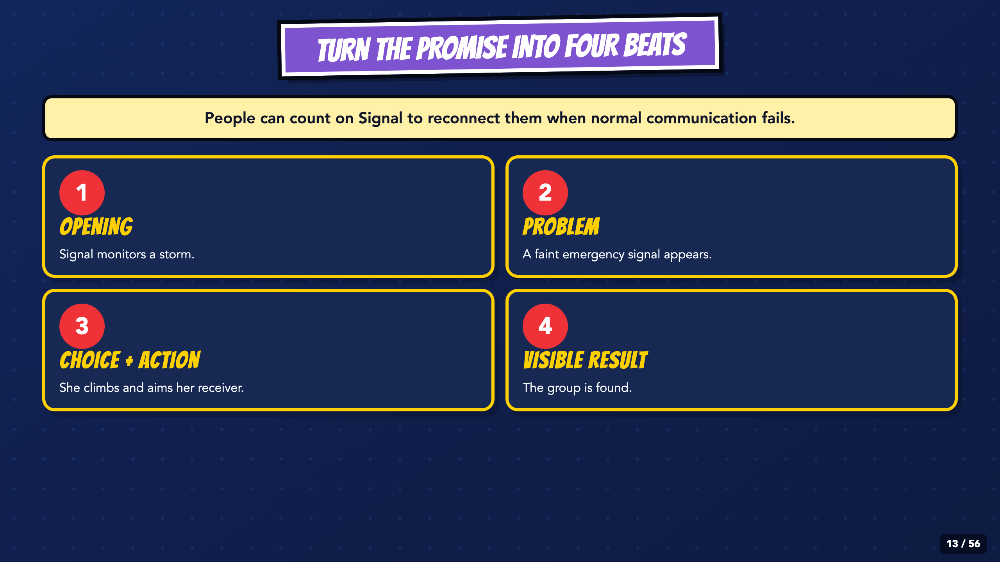 TURN THE PROMISE INTO FOUR BEATS
People can count on Signal to reconnect them when normal communication fails.
1
OPENING
Signal monitors a storm.
2
PROBLEM
A faint emergency signal appears.
3
CHOICE + ACTION
She climbs and aims her receiver.
4
VISIBLE RESULT
The group is found.
13 / 56